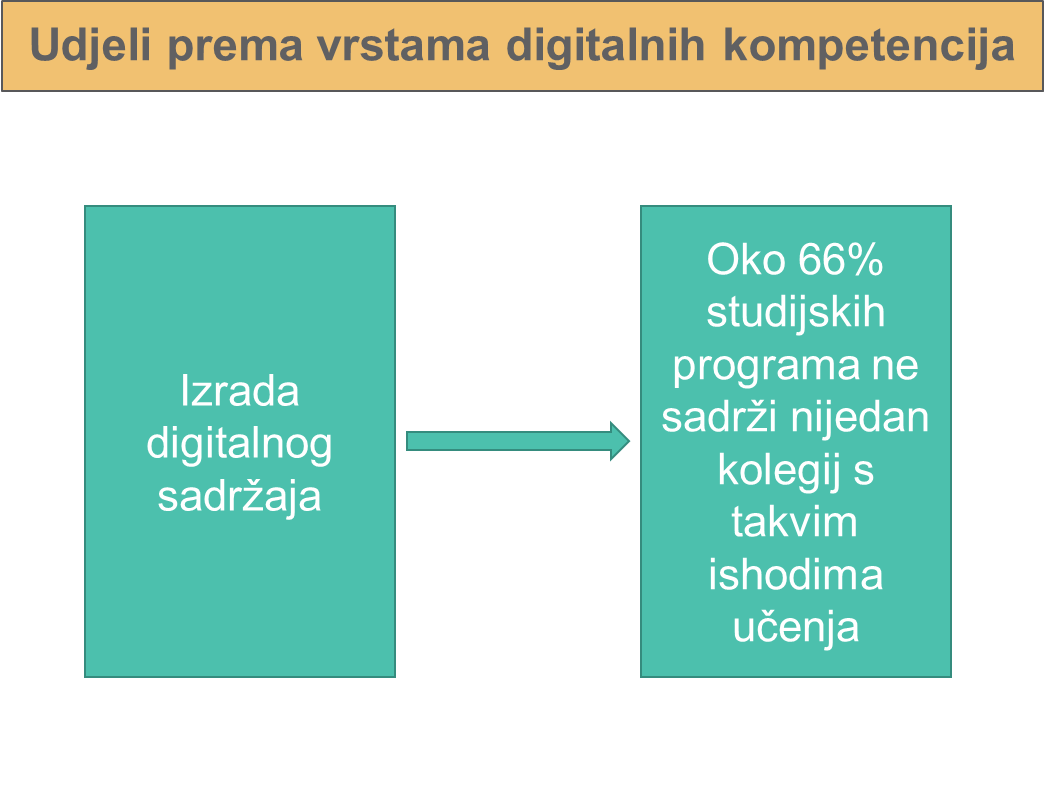 Udjeli prema vrstama digitalnih kompetencija
Izrada
digitalnog
sadržaja
Oko 66%
studijskih
programa ne
sadrži nijedan
kolegij s
takvim
ishodima
učenja